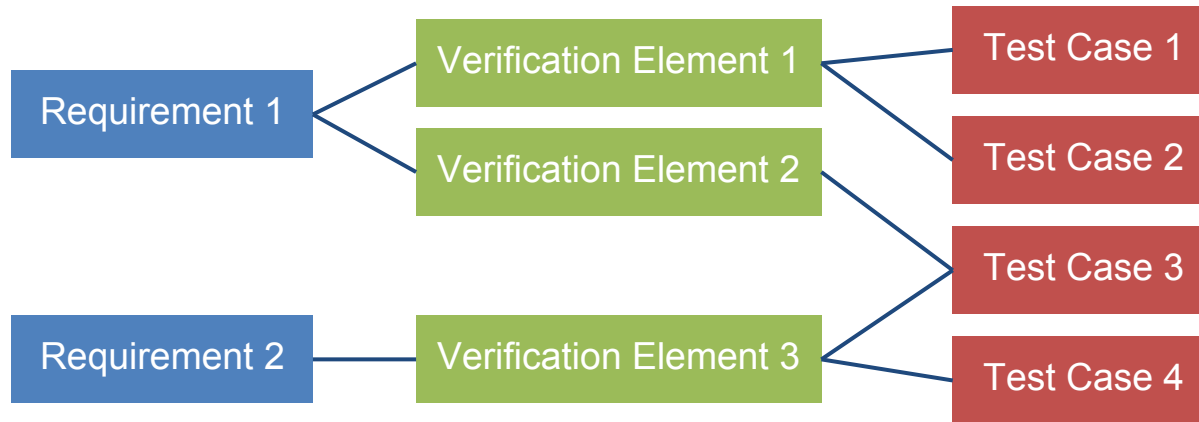 Requirement 1
Requirement 2
Verification Element 1
Verification Element 2
Verification Element 3
Test Case 1
Test Case 2
Test Case 3
Test Case 4